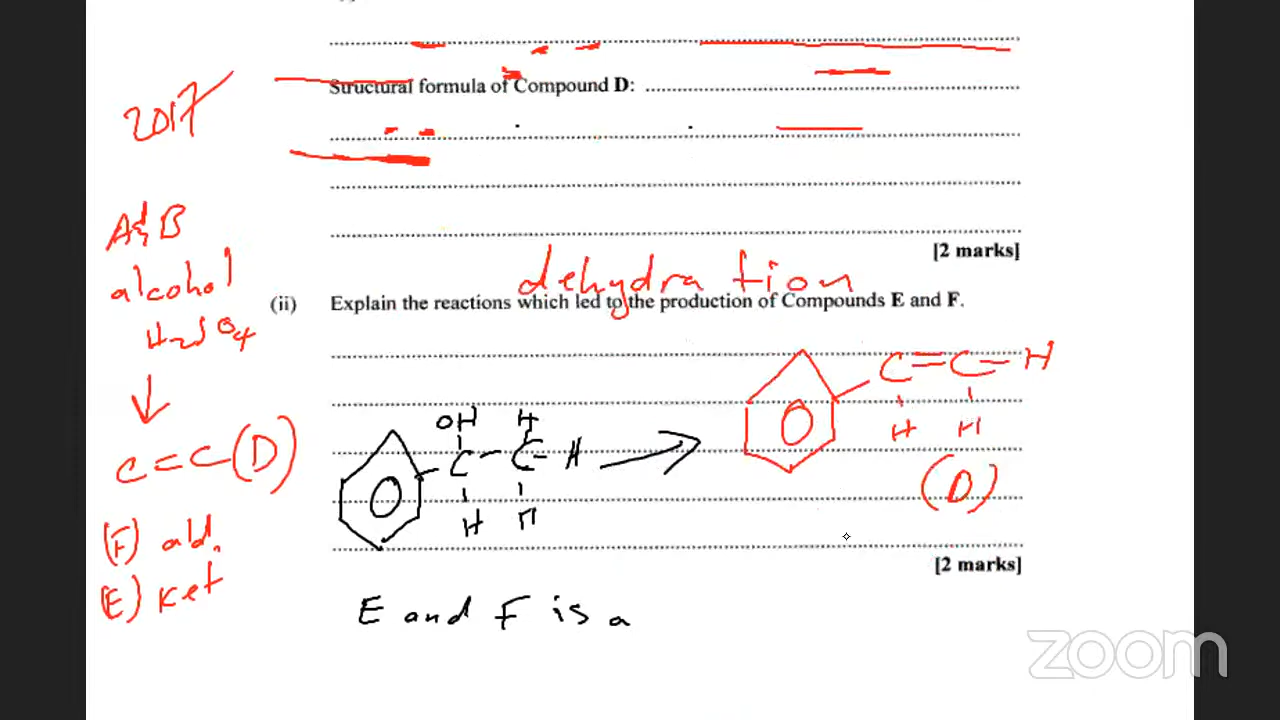 2017
Structural formula of Compound D:
A & B
alcohol
H2SO4
C=C (D)
(F) ald.
(E) ket
[2 marks]
dehydration
(ii) Explain the reactions which led to the production of Compounds E and F.
OH H
C - C - H
H H
C = C - H
H H
(D)
[2 marks]
E and F is a
zoom